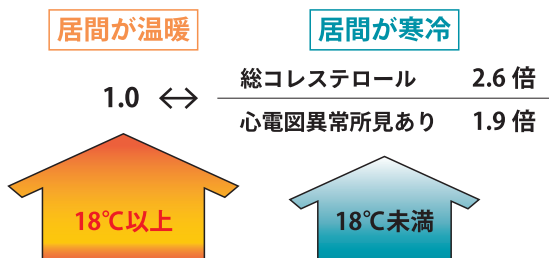 居間が温暖
居間が寒冷
1.0 ↔
総コレステロール 2.6 倍
心電図異常所見あり 1.9 倍
18℃以上
18℃未満